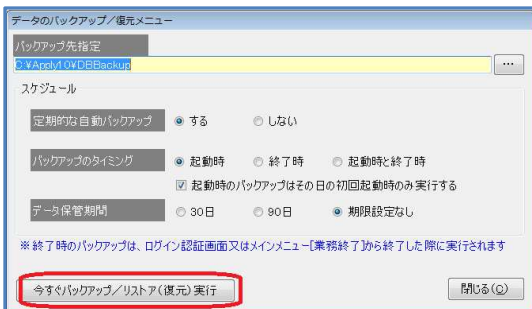 データのバックアップ／復元メニュー
バックアップ先指定
C:¥Apply10¥DBBackup
...
スケジュール
定期的な自動バックアップ する しない
バックアップのタイミング 起動時 終了時 起動時と終了時
起動時のバックアップはその日の初回起動時のみ実行する
データ保管期間 30日 90日 期限設定なし
※ 終了時のバックアップは、ログイン認証画面又はメインメニュー[業務終了]から終了した際に実行されます
今すぐバックアップ／リストア(復元)実行 閉じる(C)